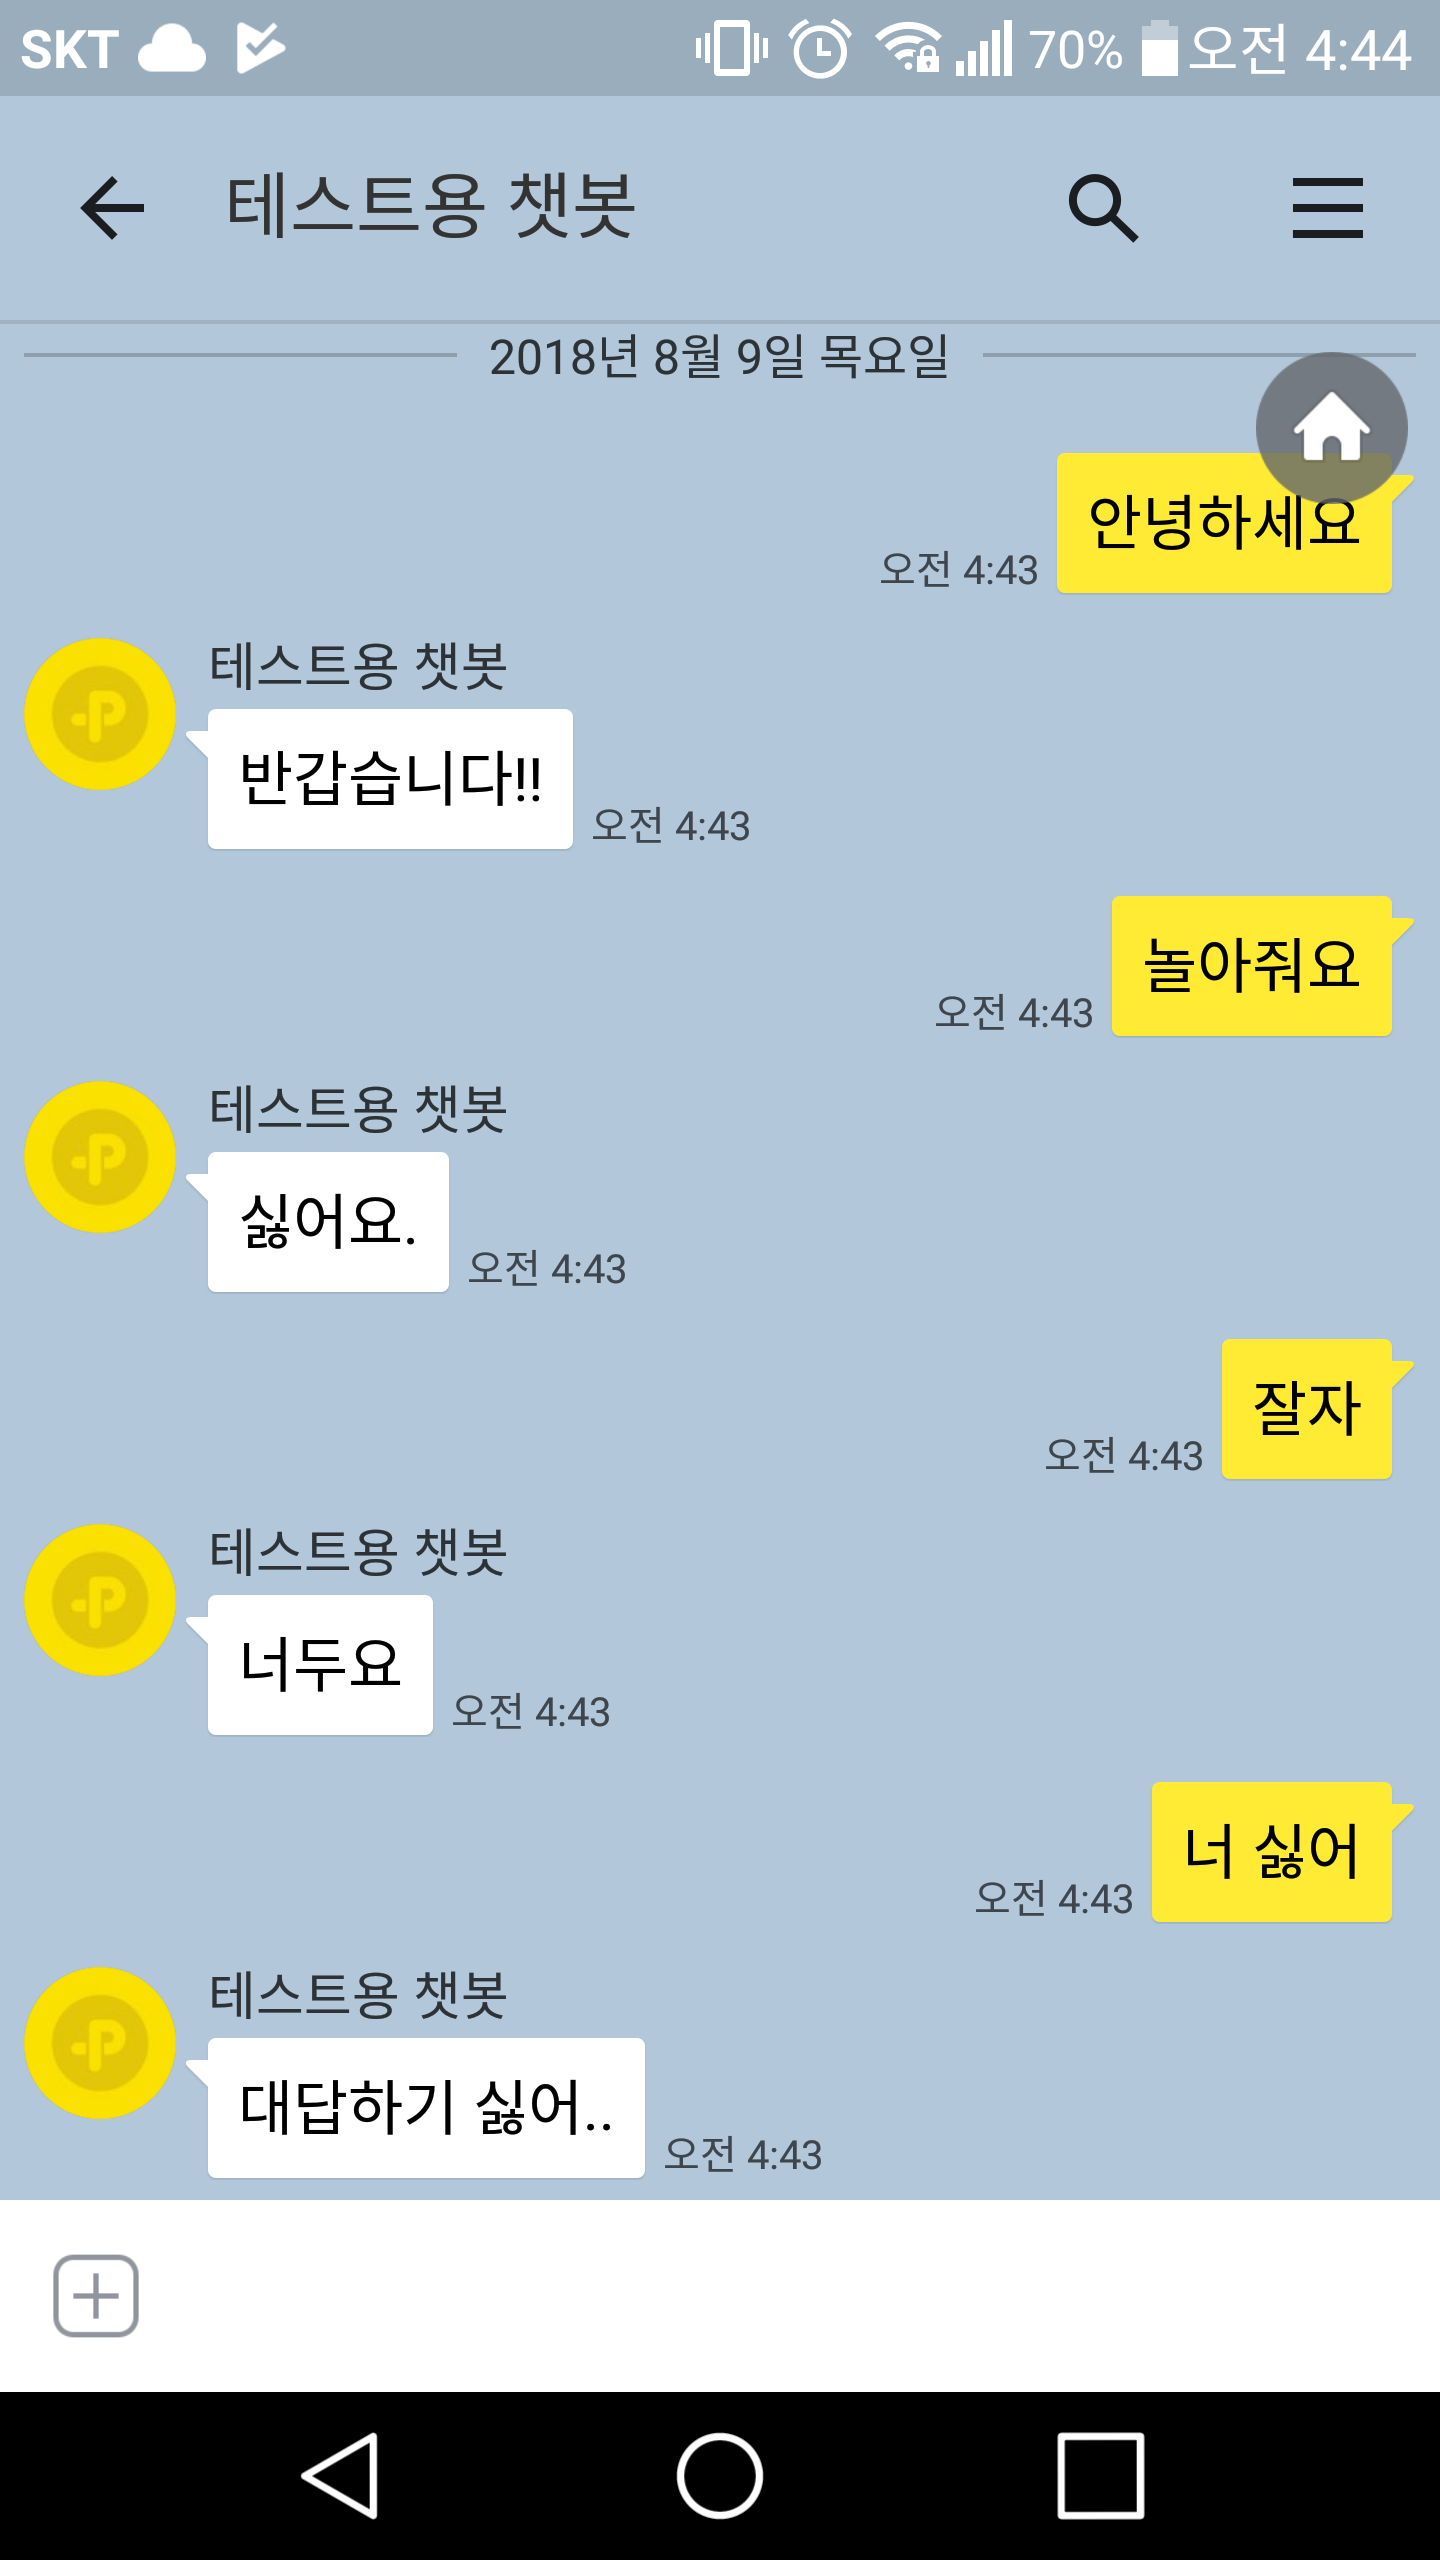 SKT 70% 오전 4:44
테스트용 챗봇
2018년 8월 9일 목요일
안녕하세요
오전 4:43
테스트용 챗봇
반갑습니다!!
오전 4:43
놀아줘요
오전 4:43
테스트용 챗봇
싫어요.
오전 4:43
잘자
오전 4:43
테스트용 챗봇
너두요
오전 4:43
너 싫어
오전 4:43
테스트용 챗봇
대답하기 싫어..
오전 4:43